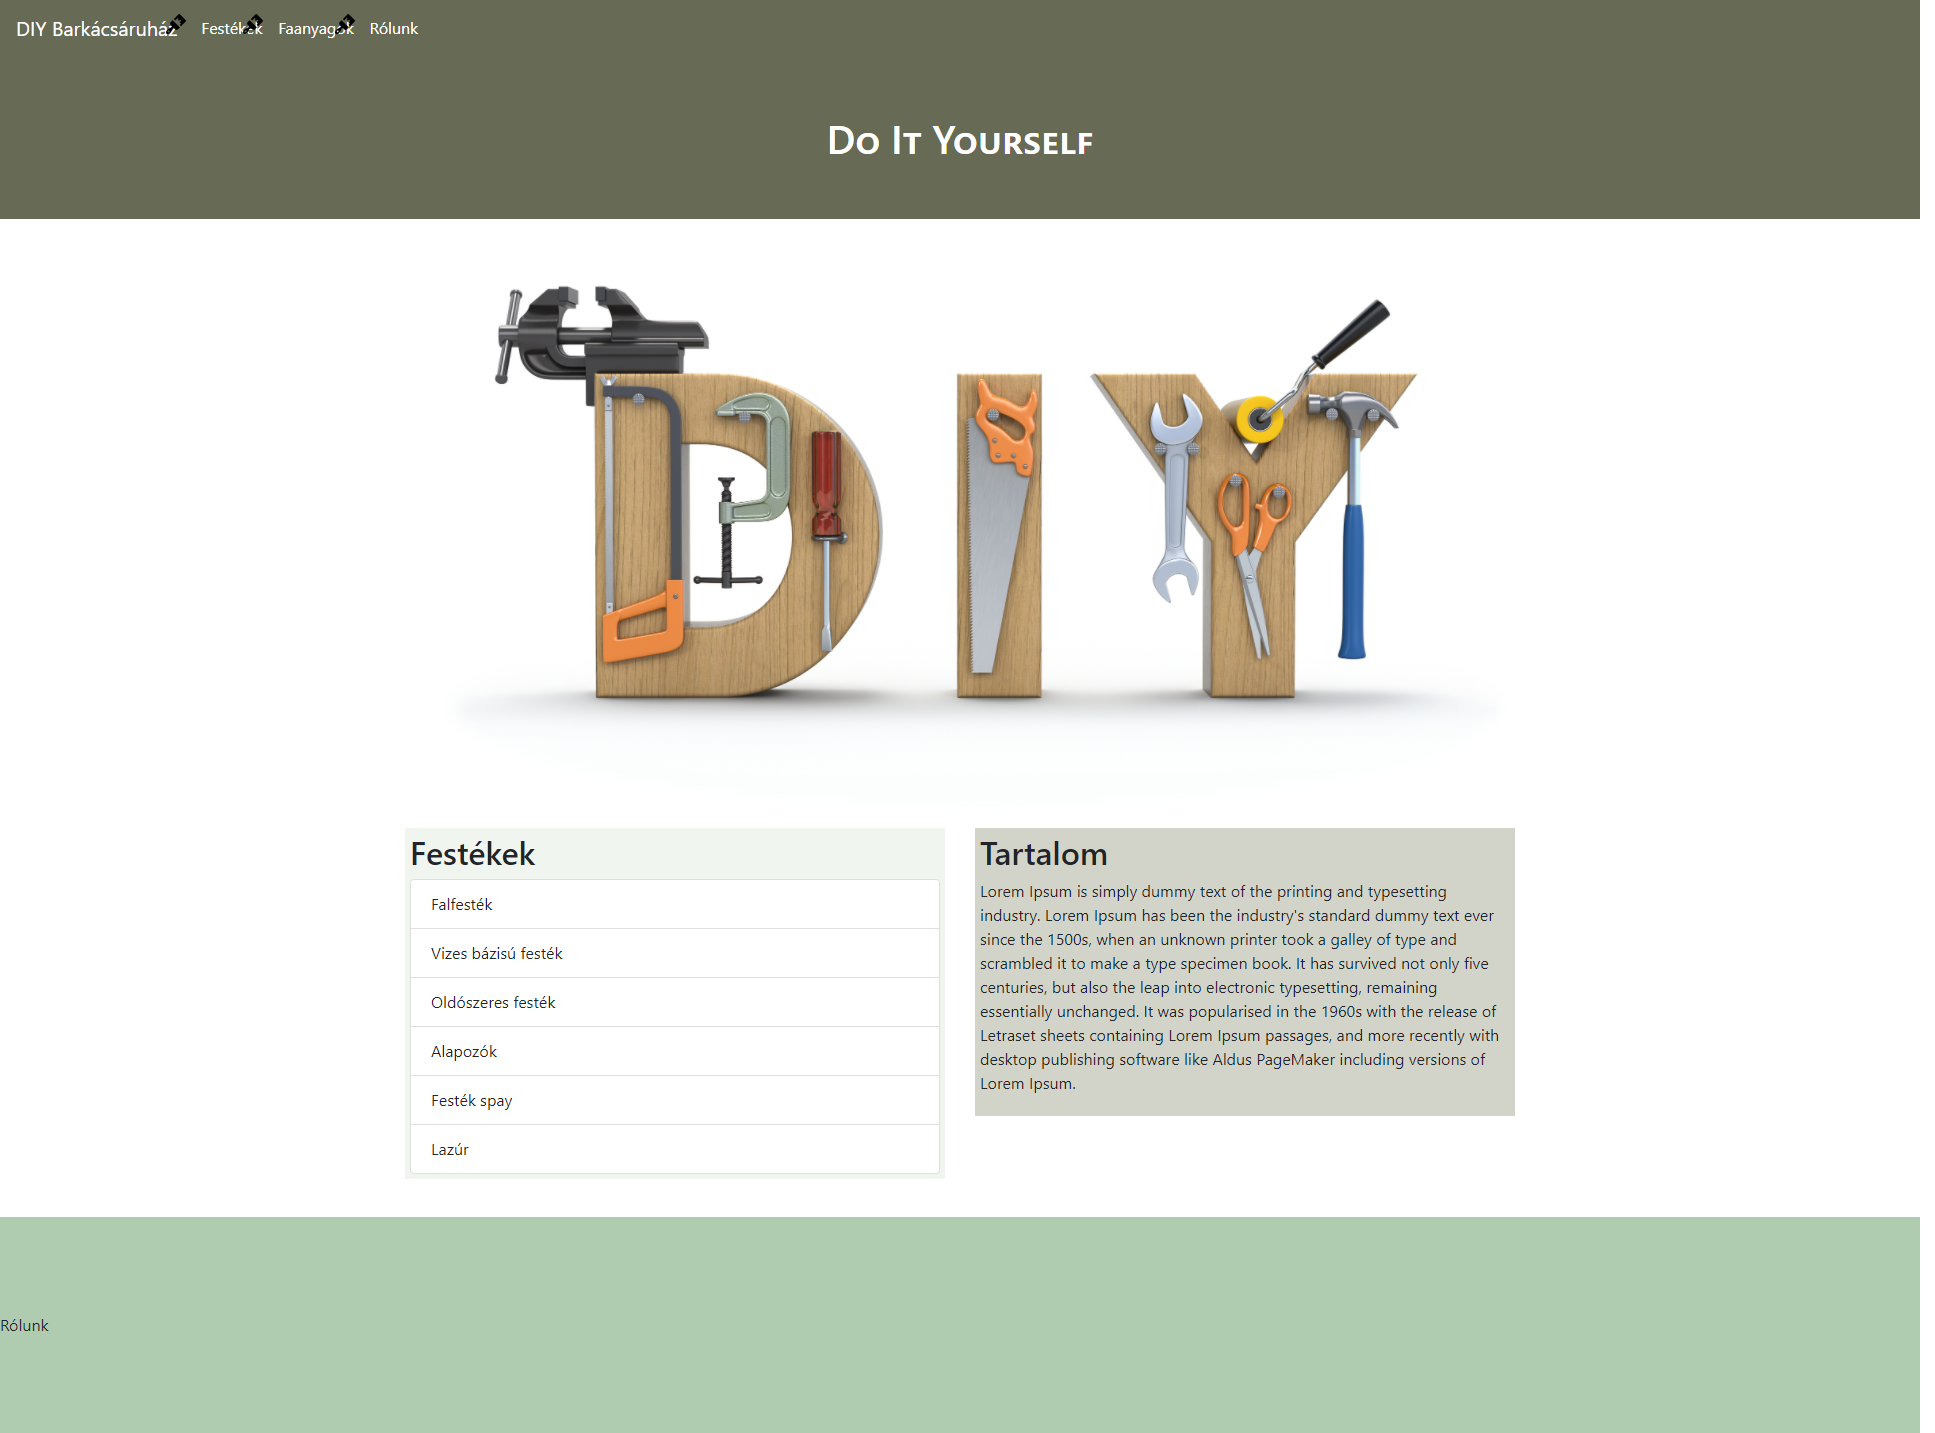 DIY Barkácsáruház Festékek Faanyagok Rólunk
Do It Yourself
DIY
Festékek
Falfesték
Vizes bázisú festék
Oldószeres festék
Alapozók
Festék spay
Lazúr
Tartalom
Lorem Ipsum is simply dummy text of the printing and typesetting
industry. Lorem Ipsum has been the industry's standard dummy text ever
since the 1500s, when an unknown printer took a galley of type and
scrambled it to make a type specimen book. It has survived not only five
centuries, but also the leap into electronic typesetting, remaining
essentially unchanged. It was popularised in the 1960s with the release of
Letraset sheets containing Lorem Ipsum passages, and more recently with
desktop publishing software like Aldus PageMaker including versions of
Lorem Ipsum.
Rólunk